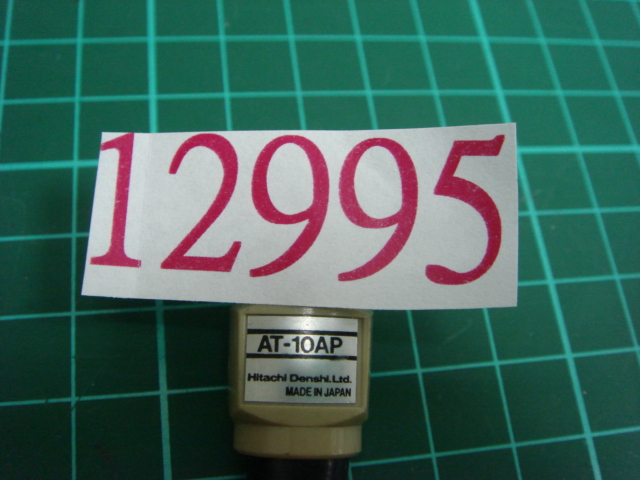 12995
AT-10AP
Hitachi Denshi.Ltd.
MADE IN JAPAN